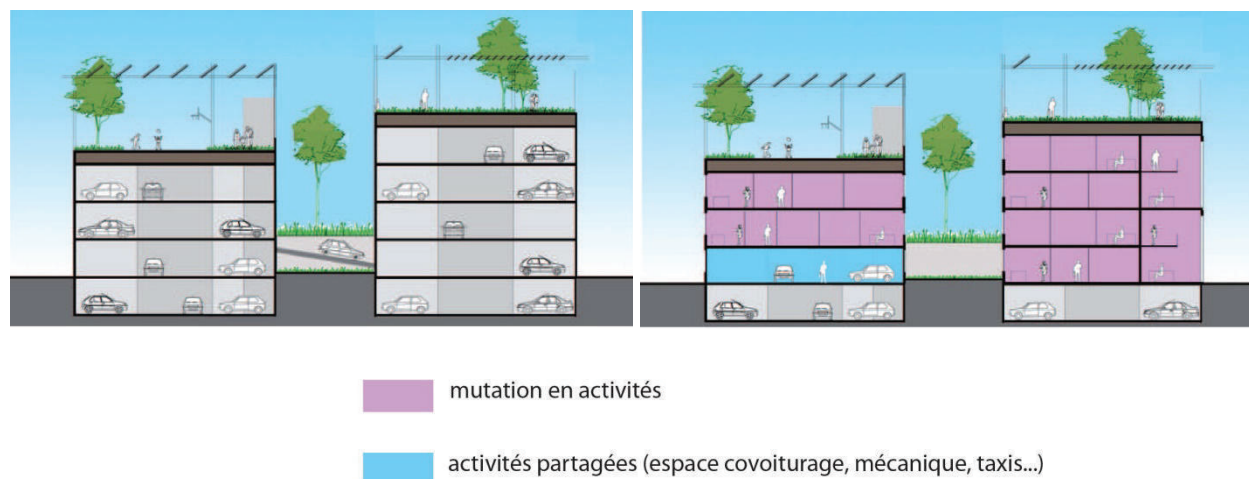 mutation en activités
activités partagées (espace covoiturage, mécanique, taxis...)